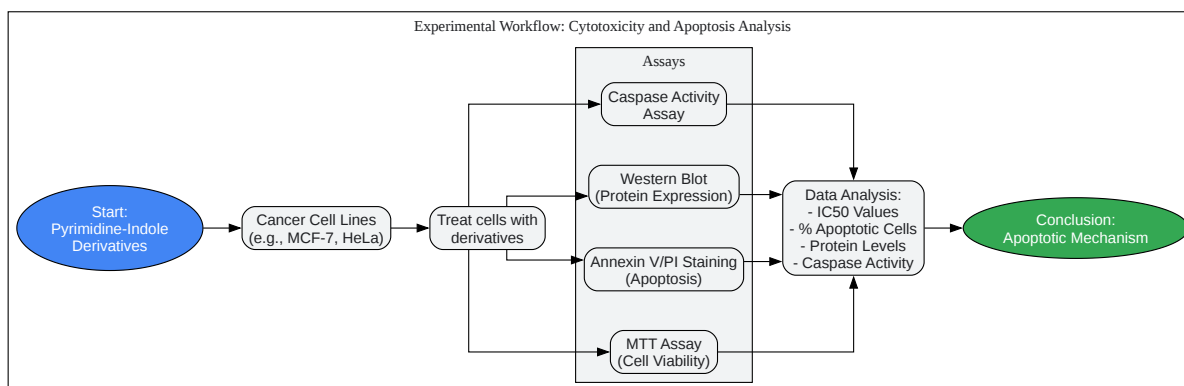 Experimental Workflow: Cytotoxicity and Apoptosis Analysis
Assays
Caspase Activity
Assay
Western Blot
(Protein Expression)
Annexin V/PI Staining
(Apoptosis)
MTT Assay
(Cell Viability)
Start:
Pyrimidine-Indole
Derivatives
Cancer Cell Lines
(e.g., MCF-7, HeLa)
Treat cells with
derivatives
Data Analysis:
- IC50 Values
- % Apoptotic Cells
- Protein Levels
- Caspase Activity
Conclusion:
Apoptotic Mechanism